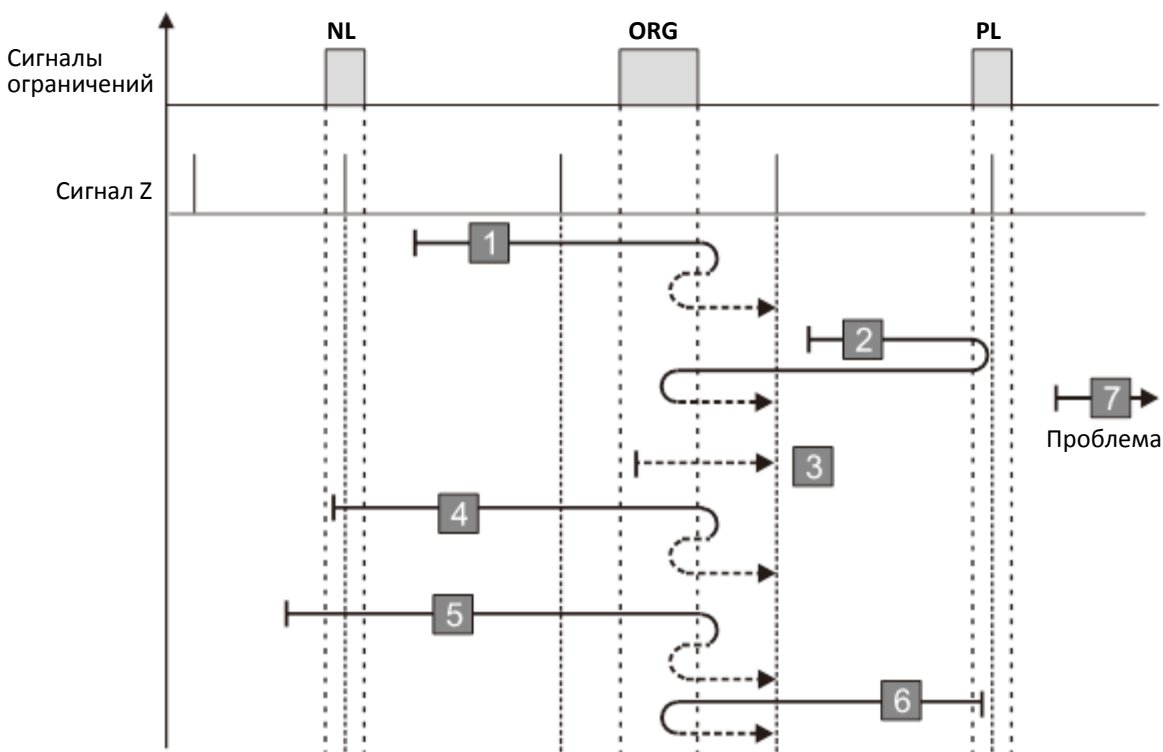 NL
ORG
PL
Сигналы
ограничений
Сигнал Z
1
2
7
Проблема
3
4
5
6